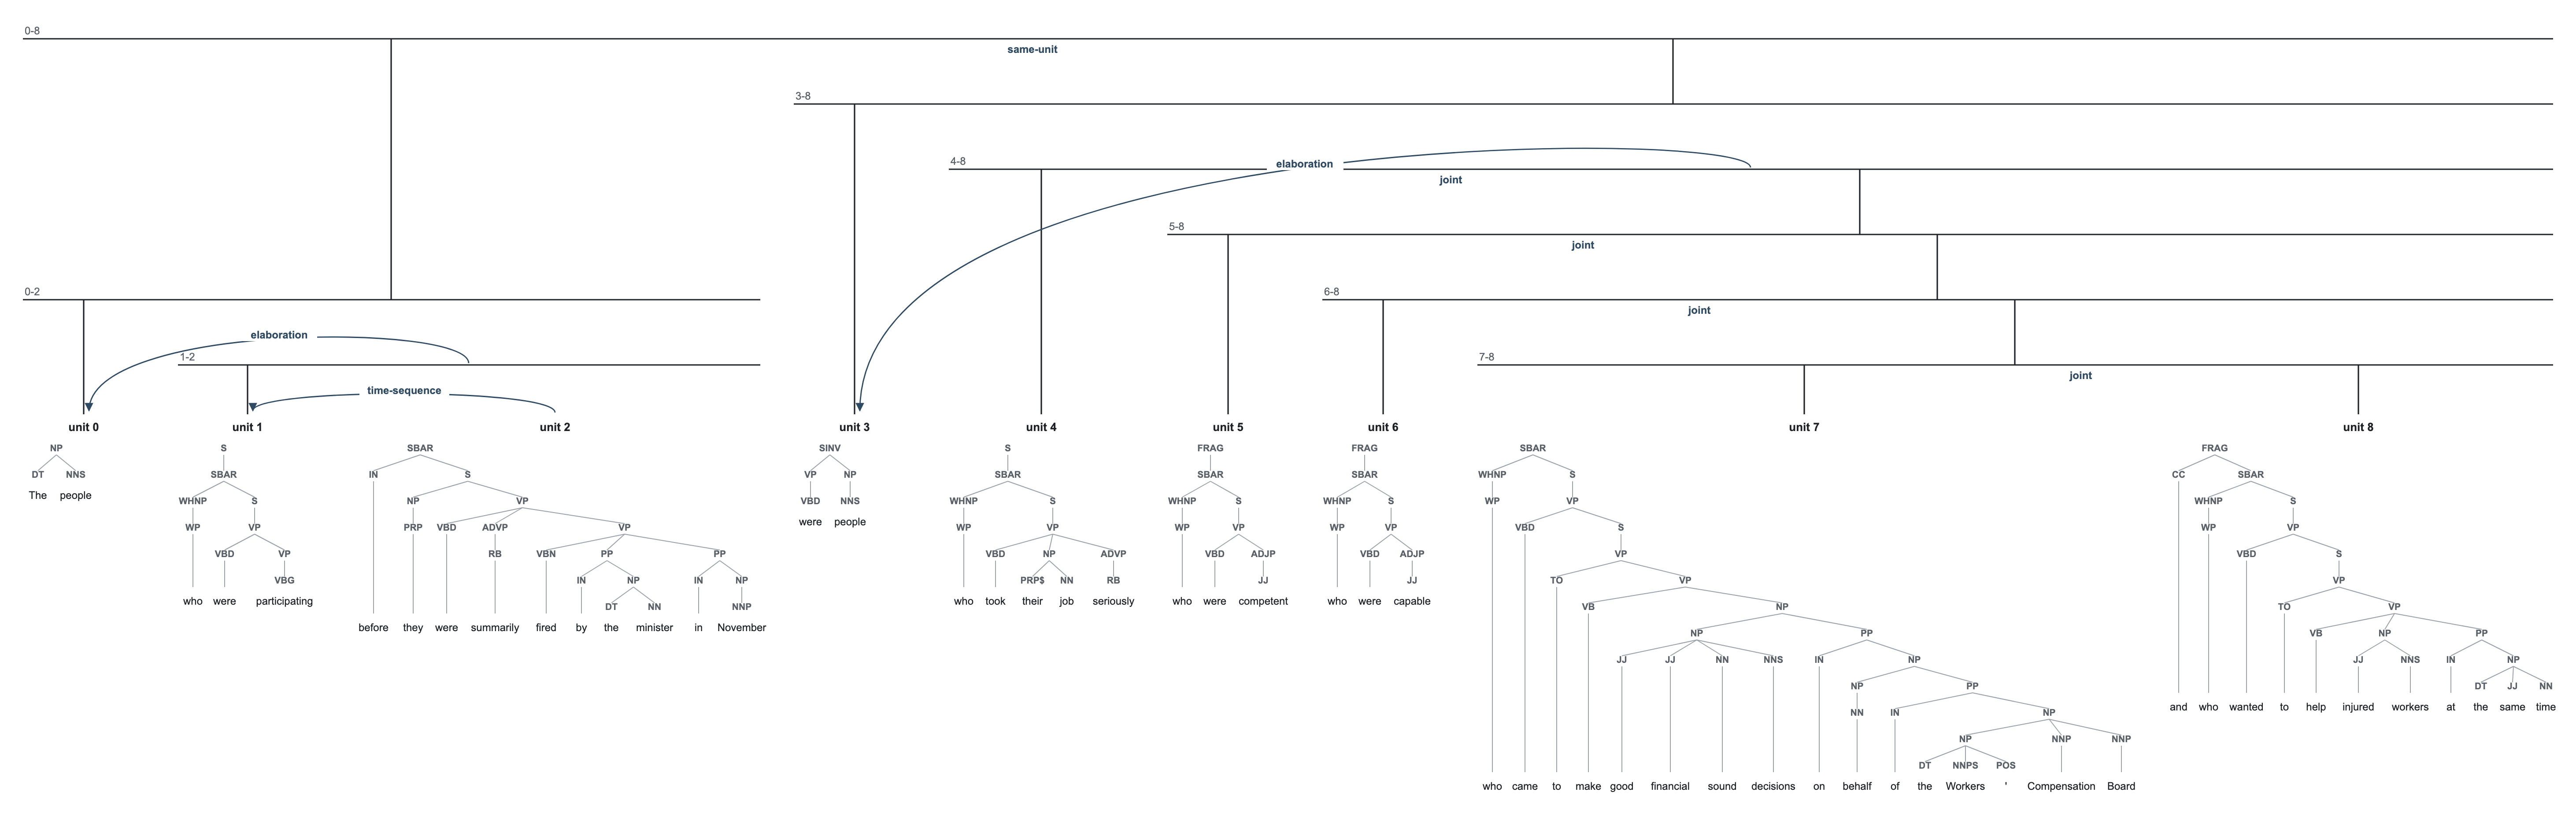 0-8
same-unit
3-8
4-8 elaboration
joint
5-8
joint
0-2 6-8
joint
elaboration
1-2 7-8
joint
time-sequence
unit 0 unit 1 unit 2 unit 3 unit 4 unit 5 unit 6 unit 7 unit 8
NP S SBAR SINV S FRAG FRAG SBAR FRAG
DT NNS SBAR IN S VP NP SBAR SBAR SBAR WHNP S CC SBAR
The people
WHNP S NP VP VBD NNS WHNP S WHNP S WHNP S WP VP WHNP S
were people
WP VP PRP VBD ADVP VP WP VP WP VP WP VP VBD S WP VP
VBD VP RB VBN PP PP VBD NP ADVP VBD ADJP VBD ADJP VP VBD S
VBG IN NP IN NP PRP$ NN RB JJ JJ TO VP VP
who were participating who took their job seriously who were competent who were capable
DT NN NNP VB NP TO VP
before they were summarily fired by the minister in November
NP PP VB NP PP
JJ JJ NN NNS IN NP JJ NNS IN NP
NP PP DT JJ NN
and who wanted to help injured workers at the same time
NN IN NP
NP NNP NNP
DT NNPS POS
who came to make good financial sound decisions on behalf of the Workers ' Compensation Board